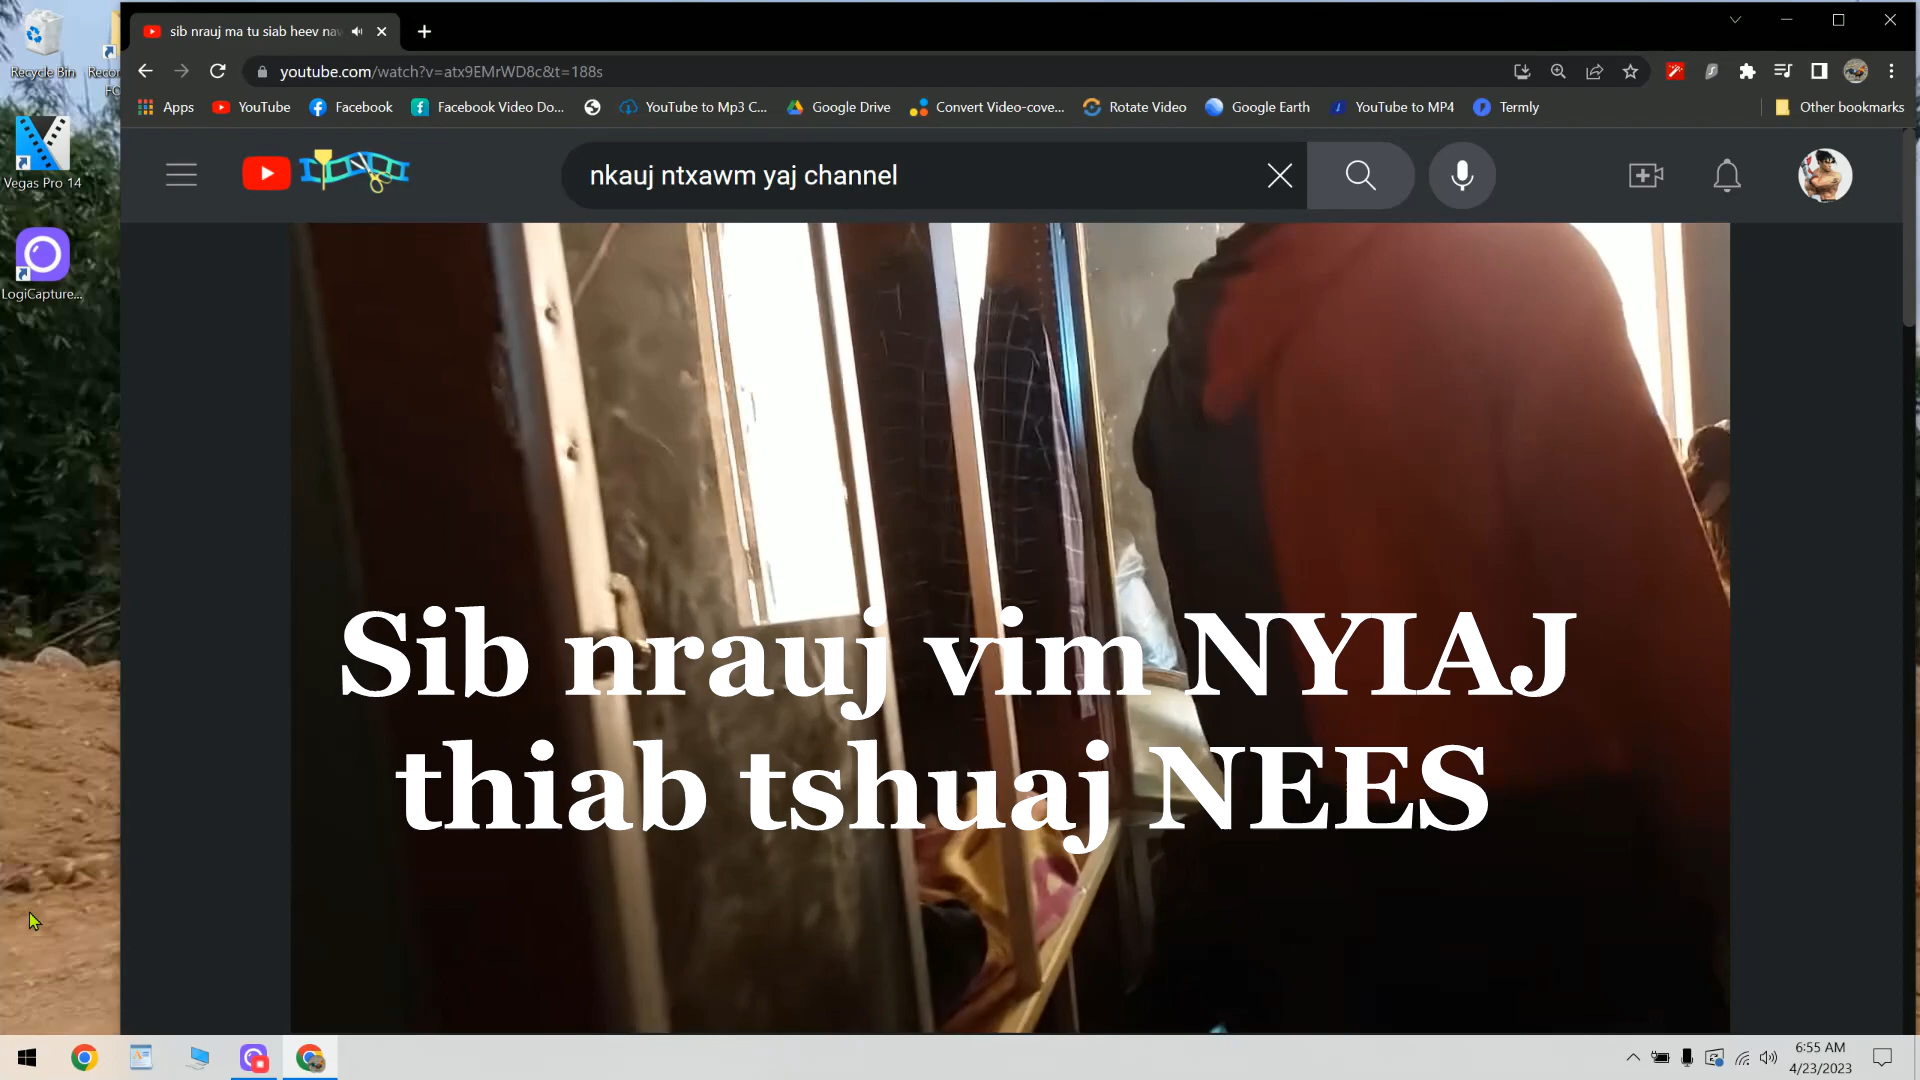 sib nrauj ma tu siab heev nav
youtube.com/watch?v=atx9EMrWD8c&t=188s
Apps YouTube Facebook Facebook Video Do... YouTube to Mp3 C... Google Drive Convert Video-cove... Rotate Video Google Earth YouTube to MP4 Termly Other bookmarks
nkauj ntxawm yaj channel
Recycle Bin
Vegas Pro 14
LogiCapture...
Sib nrauj vim NYIAJ
thiab tshuaj NEES
6:55 AM
4/23/2023